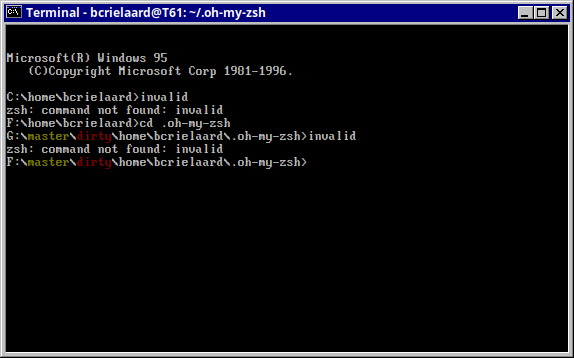 C:\ Terminal - bcrielaard@T61: ~/.oh-my-zsh
Microsoft(R) Windows 95
(C)Copyright Microsoft Corp 1981-1996.
C:\home\bcrielaard>invalid
zsh: command not found: invalid
F:\home\bcrielaard>cd .oh-my-zsh
G:\master\dirty\home\bcrielaard\.oh-my-zsh>invalid
zsh: command not found: invalid
F:\master\dirty\home\bcrielaard\.oh-my-zsh>